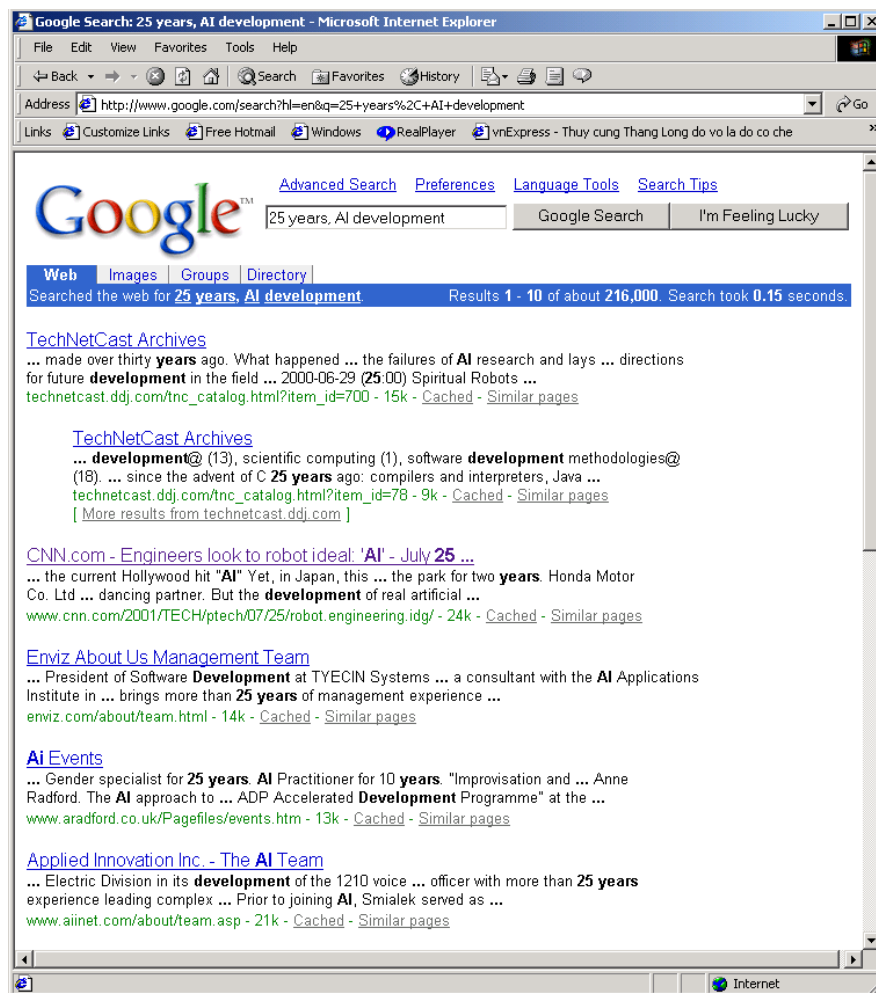 Google Search: 25 years, AI development - Microsoft Internet Explorer
File Edit View Favorites Tools Help
Back Search Favorites History
Address http://www.google.com/search?hl=en&q=25+years%2C+AI+development Go
Links Customize Links Free Hotmail Windows RealPlayer vnExpress - Thuy cung Thang Long do vo la do co che »
Advanced Search Preferences Language Tools Search Tips
Google™ 25 years, AI development Google Search I'm Feeling Lucky
Web Images Groups Directory
Searched the web for 25 years, AI development. Results 1 - 10 of about 216,000. Search took 0.15 seconds.
TechNetCast Archives
... made over thirty years ago. What happened ... the failures of AI research and lays ... directions
for future development in the field ... 2000-06-29 (25:00) Spiritual Robots ...
technetcast.ddj.com/tnc_catalog.html?item_id=700 - 15k - Cached - Similar pages
TechNetCast Archives
... development@ (13), scientific computing (1), software development methodologies@
(18). ... since the advent of C 25 years ago: compilers and interpreters, Java ...
technetcast.ddj.com/tnc_catalog.html?item_id=78 - 9k - Cached - Similar pages
[ More results from technetcast.ddj.com ]
CNN.com - Engineers look to robot ideal: 'AI' - July 25 ...
... the current Hollywood hit "AI" Yet, in Japan, this ... the park for two years. Honda Motor
Co. Ltd ... dancing partner. But the development of real artificial ...
www.cnn.com/2001/TECH/ptech/07/25/robot.engineering.idg/ - 24k - Cached - Similar pages
Enviz About Us Management Team
... President of Software Development at TYECIN Systems ... a consultant with the AI Applications
Institute in ... brings more than 25 years of management experience ...
enviz.com/about/team.html - 14k - Cached - Similar pages
Ai Events
... Gender specialist for 25 years. AI Practitioner for 10 years. "Improvisation and ... Anne
Radford. The AI approach to ... ADP Accelerated Development Programme" at the ...
www.aradford.co.uk/Pagefiles/events.htm - 13k - Cached - Similar pages
Applied Innovation Inc. - The AI Team
... Electric Division in its development of the 1210 voice ... officer with more than 25 years
experience leading complex ... Prior to joining AI, Smialek served as ...
www.aiinet.com/about/team.asp - 21k - Cached - Similar pages
Internet